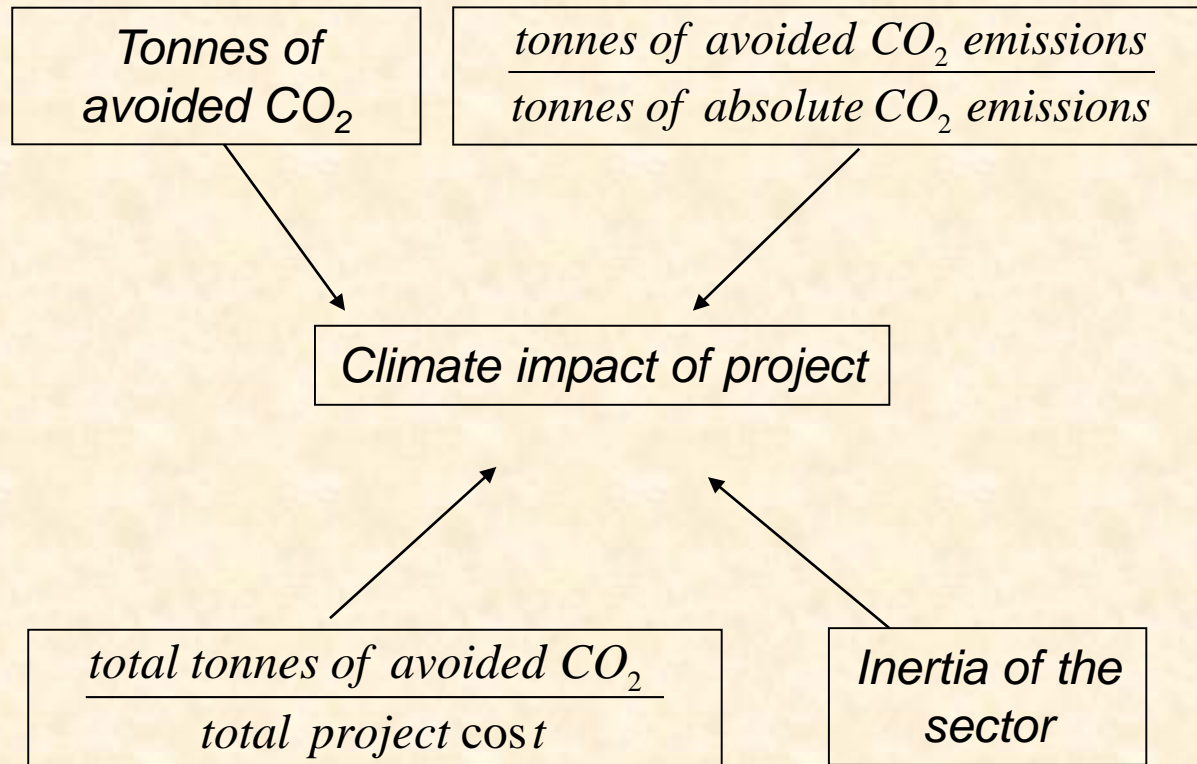 Tonnes of
avoided CO₂
tonnes of avoided CO₂ emissions
tonnes of absolute CO₂ emissions
Climate impact of project
total tonnes of avoided CO₂
total project cost
Inertia of the
sector